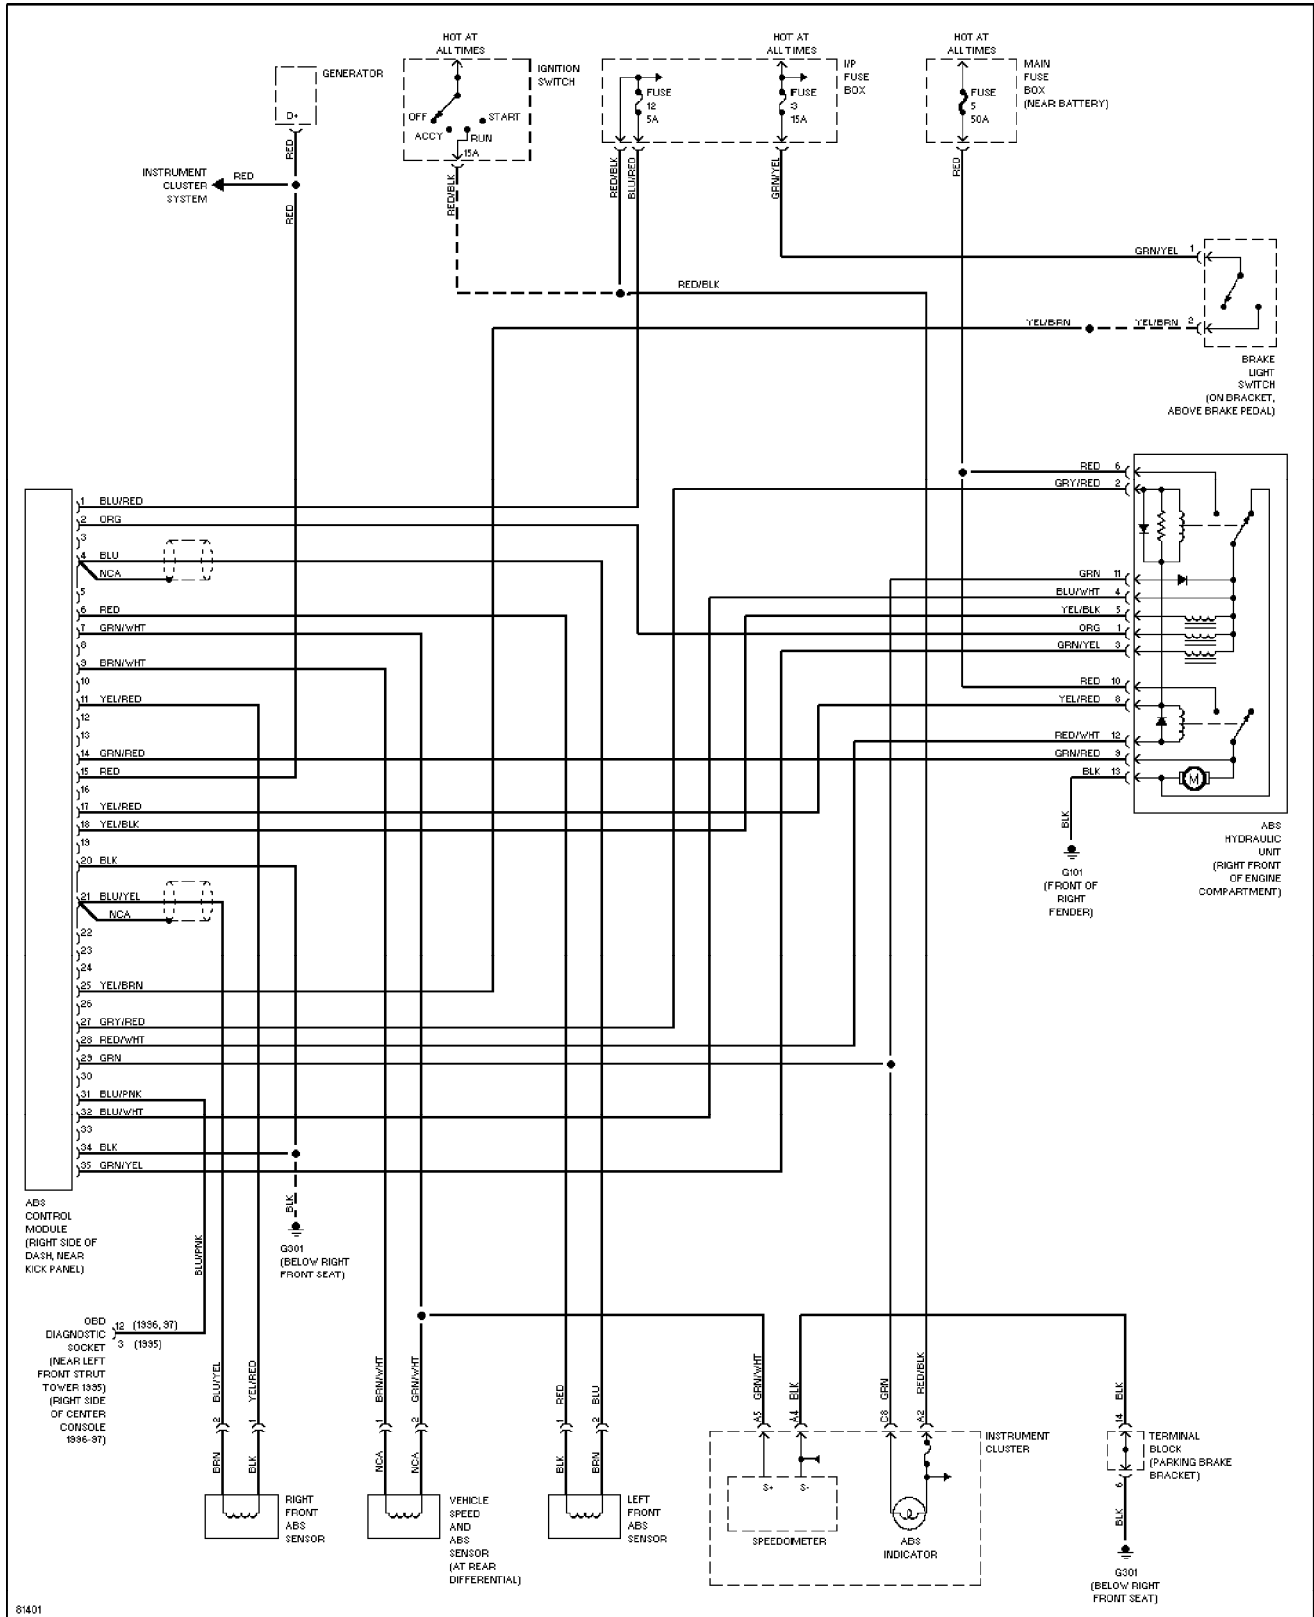 HOT AT
ALL TIMES
HOT AT
ALL TIMES
HOT AT
ALL TIMES
GENERATOR
D+
IGNITION
SWITCH
OFF
START
ACCY
RUN
15A
FUSE
12
5A
FUSE
3
15A
I/P
FUSE
BOX
FUSE
5
50A
MAIN
FUSE
BOX
(NEAR BATTERY)
RED
RED/BLK
RED/BLK
BLU/RED
GRN/YEL
RED
INSTRUMENT
CLUSTER
SYSTEM
RED
RED
GRN/YEL 1
RED/BLK
YEL/BRN
YEL/BRN 2
BRAKE
LIGHT
SWITCH
(ON BRACKET,
ABOVE BRAKE PEDAL)
1 BLU/RED
2 ORG
3
4 BLU
NCA
5
6 RED
7 GRN/WHT
8
9 BRN/WHT
10
11 YEL/RED
12
13
14 GRN/RED
15 RED
16
17 YEL/RED
18 YEL/BLK
19
20 BLK
21 BLU/YEL
NCA
22
23
24
25 YEL/BRN
26
27 GRY/RED
28 RED/WHT
29 GRN
30
31 BLU/PNK
32 BLU/WHT
33
34 BLK
35 GRN/YEL
ABS
CONTROL
MODULE
(RIGHT SIDE OF
DASH, NEAR
KICK PANEL)
RED 6
GRY/RED 2
GRN 11
BLU/WHT 4
YEL/BLK 5
ORG 1
GRN/YEL 3
RED 10
YEL/RED 8
RED/WHT 12
GRN/RED 9
BLK 13
M
BLK
G101
(FRONT OF
RIGHT
FENDER)
ABS
HYDRAULIC
UNIT
(RIGHT FRONT
OF ENGINE
COMPARTMENT)
BLK
G301
(BELOW RIGHT
FRONT SEAT)
BLU/PNK
OBD
DIAGNOSTIC
SOCKET
(NEAR LEFT
FRONT STRUT
TOWER 1995)
(RIGHT SIDE
OF CENTER
CONSOLE
1996-97)
12 (1996, 97)
3 (1995)
2 BLU/YEL
1 YEL/RED
1 BRN/WHT
2 GRN/WHT
1 RED
2 BLU
A5 GRN/WHT
A4 BLK
C8 GRN
A2 RED/BLK
14 BLK
BRN
BLK
NCA
NCA
BLK
BRN
RIGHT
FRONT
ABS
SENSOR
VEHICLE
SPEED
AND
ABS
SENSOR
(AT REAR
DIFFERENTIAL)
LEFT
FRONT
ABS
SENSOR
S+
S-
SPEEDOMETER
ABS
INDICATOR
INSTRUMENT
CLUSTER
TERMINAL
BLOCK
(PARKING BRAKE
BRACKET)
6
BLK
G301
(BELOW RIGHT
FRONT SEAT)
81401